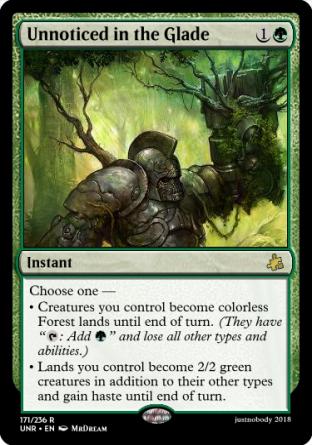 Unnoticed in the Glade 1
Instant
Choose one —
• Creatures you control become colorless
Forest lands until end of turn. (They have
“: Add ” and lose all other types and
abilities.)
• Lands you control become 2/2 green
creatures in addition to their other types
and gain haste until end of turn.
171/236 R
UNR • EN MrDream
justnobody 2018